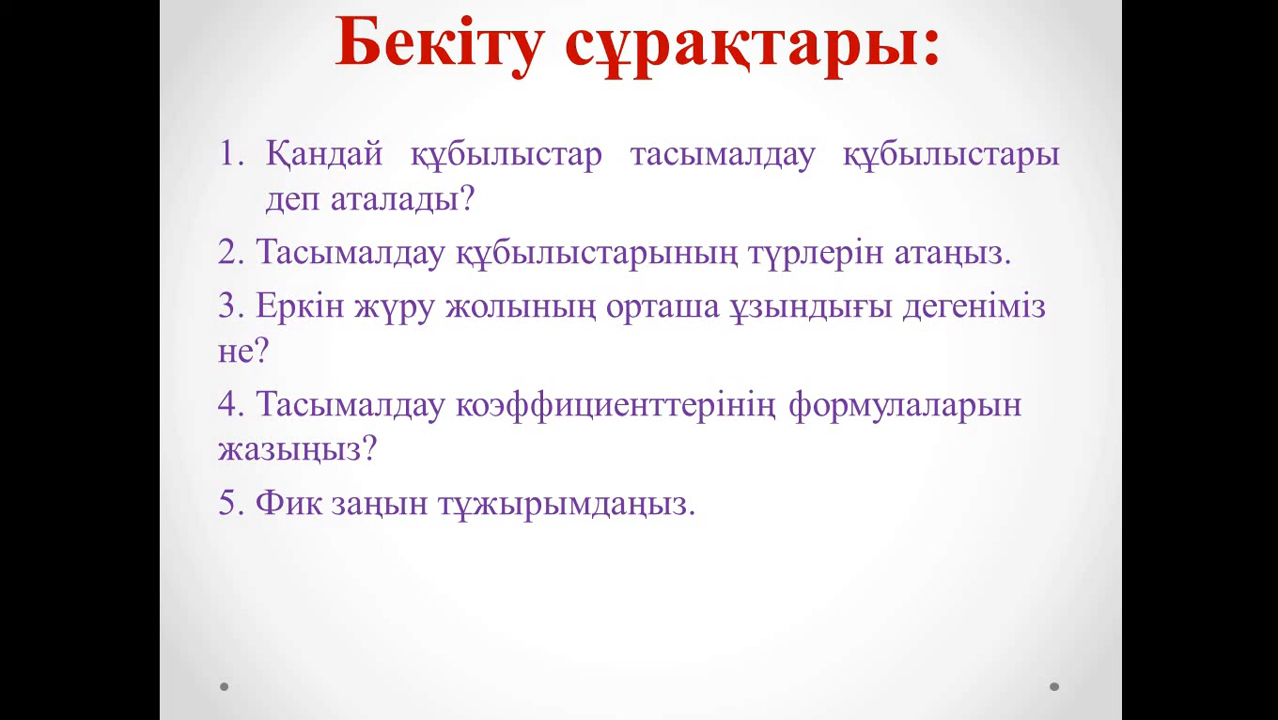 Бекіту сұрақтары:
1. Қандай құбылыстар тасымалдау құбылыстары
деп аталады?
2. Тасымалдау құбылыстарының түрлерін атаңыз.
3. Еркін жүру жолының орташа ұзындығы дегеніміз
не?
4. Тасымалдау коэффициенттерінің формулаларын
жазыңыз?
5. Фик заңын тұжырымдаңыз.